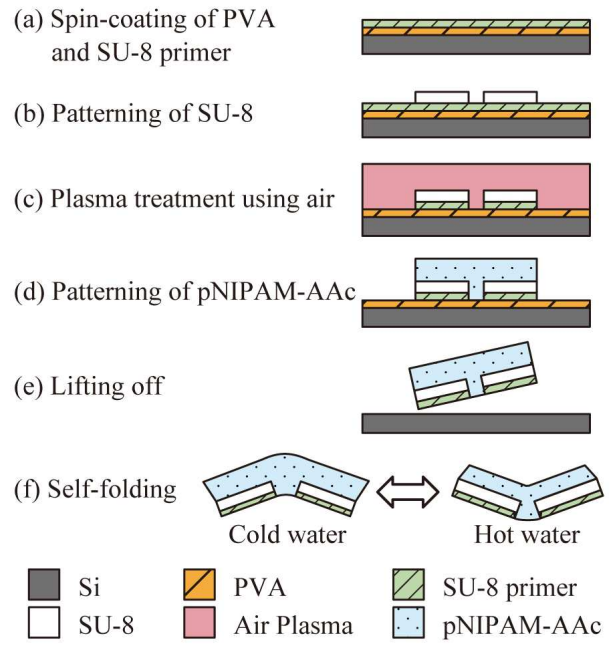 (a) Spin-coating of PVA
and SU-8 primer
(b) Patterning of SU-8
(c) Plasma treatment using air
(d) Patterning of pNIPAM-AAc
(e) Lifting off
(f) Self-folding
Cold water
Hot water
Si
PVA
SU-8 primer
SU-8
Air Plasma
pNIPAM-AAc